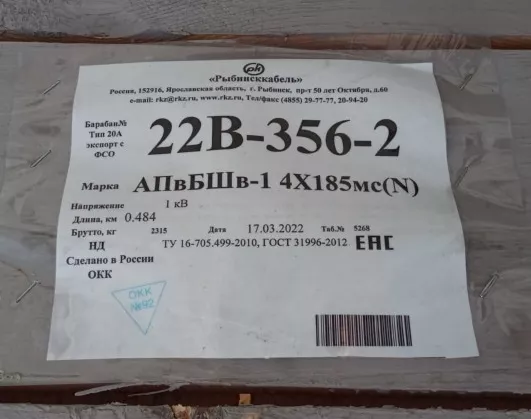 рк
«Рыбинсккабель»
Россия, 152916, Ярославская область, г. Рыбинск, пр-т 50 лет Октября, д.60
e-mail: rkz@rkz.ru, www.rkz.ru, Тел/факс (4855) 29-77-77, 20-94-20
Барабан№ 22В-356-2
Тип 20А
экспорт с
ФСО
Марка АПвБШв-1 4Х185мс(N)
Напряжение 1 кВ
Длина, км 0.484
Брутто, кг 2315 Дата 17.03.2022 Таб.№ 5268
НД ТУ 16-705.499-2010, ГОСТ 31996-2012 ЕАС
Сделано в России
ОКК
ОКК
№92